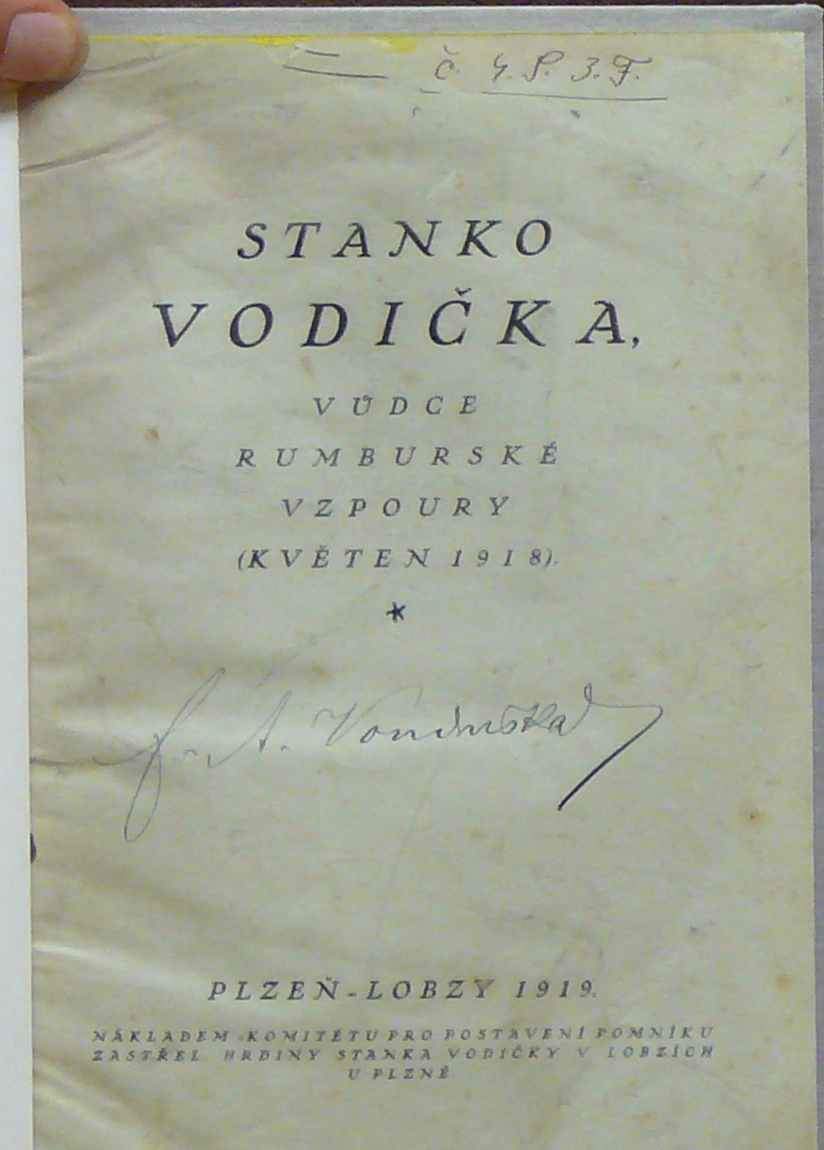 č. 4. P. 3. F.
STANKO
VODIČKA,
VŮDCE
RUMBURSKÉ
VZPOURY
(KVĚTEN 1918).
*
A. Vondruška
PLZEŇ-LOBZY 1919.
NÁKLADEM KOMITÉTU PRO POSTAVENÍ POMNÍKU
ZASTŘEL. HRDINY STANKA VODIČKY V LOBZÍCH
U PLZNĚ